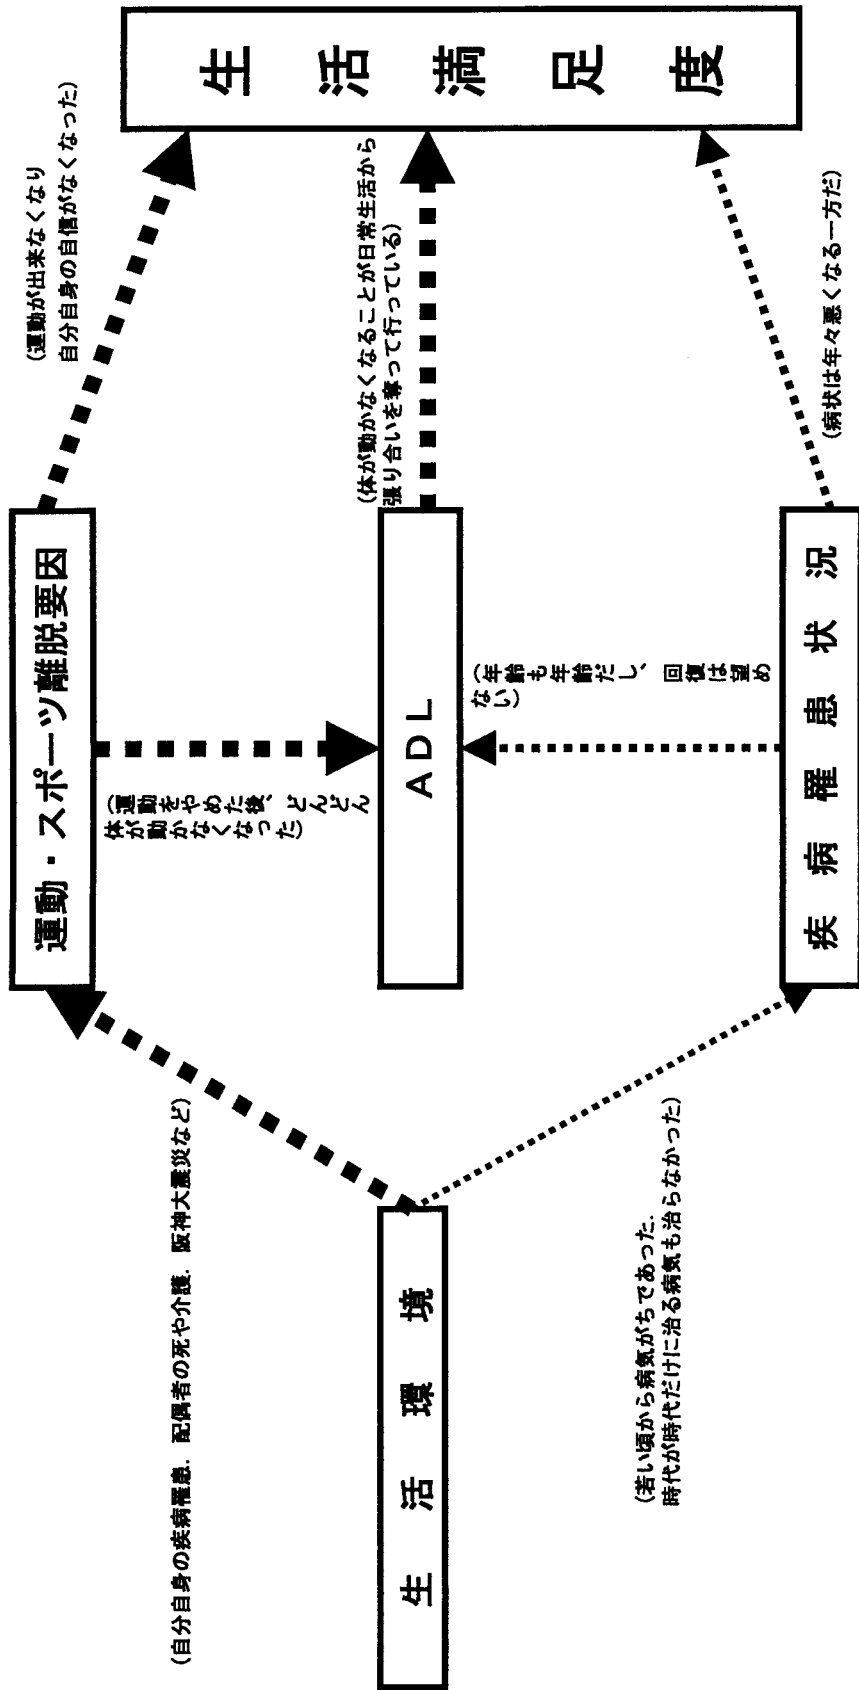 (運動が出来なくなり
自分自身の自信がなくなった)
生活満足度
(体が動かなくなることが日常生活から
張り合いを奪って行っている)
(病状は年々悪くなる一方だ)
運動・スポーツ離脱要因
(運動をやめた後、どんどん
体が動かなくなった)
ADL
(年齢も年齢だし、回復は望め
ない)
疾病罹患状況
(自分自身の疾病罹患．配偶者の死や介護．阪神大震災など)
生活環境
(若い頃から病気がちであった．
時代が時代だけに治る病気も治らなかった)